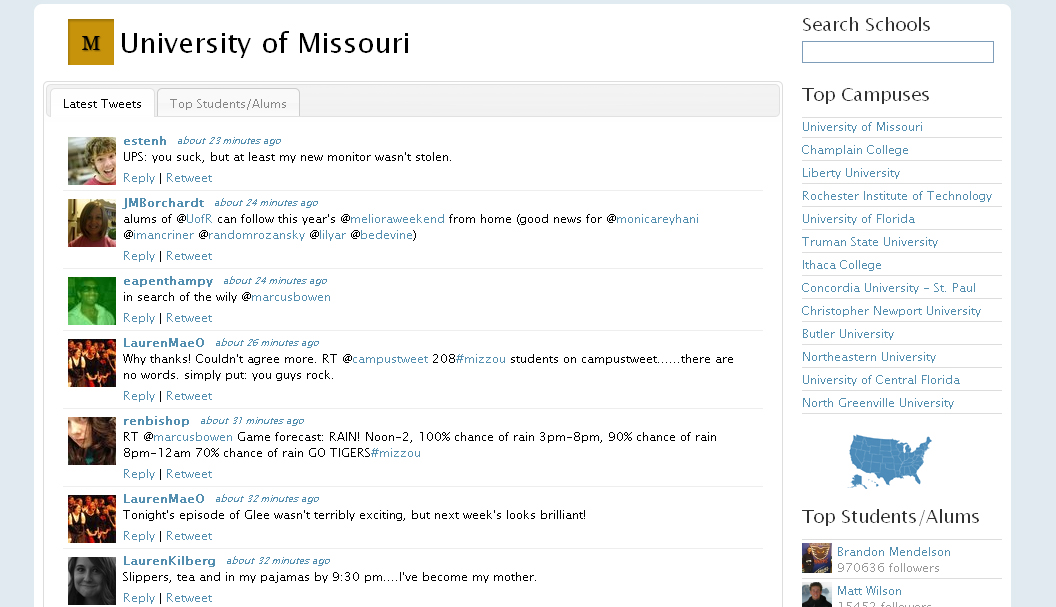 M University of Missouri
Latest Tweets
Top Students/Alums
estenh about 23 minutes ago
UPS: you suck, but at least my new monitor wasn't stolen.
Reply | Retweet
JMBorchardt about 24 minutes ago
alums of @UofR can follow this year's @melioraweekend from home (good news for @monicareyhani
@imancriner @randomrozansky @lilyar @bedevine)
Reply | Retweet
eapenthampy about 24 minutes ago
in search of the wily @marcusbowen
Reply | Retweet
LaurenMaeO about 26 minutes ago
Why thanks! Couldn't agree more. RT @campustweet 208#mizzou students on campustweet......there are
no words. simply put: you guys rock.
Reply | Retweet
renbishop about 31 minutes ago
RT @marcusbowen Game forecast: RAIN! Noon-2, 100% chance of rain 3pm-8pm, 90% chance of rain
8pm-12am 70% chance of rain GO TIGERS#mizzou
Reply | Retweet
LaurenMaeO about 32 minutes ago
Tonight's episode of Glee wasn't terribly exciting, but next week's looks brilliant!
Reply | Retweet
LaurenKilberg about 32 minutes ago
Slippers, tea and in my pajamas by 9:30 pm....I've become my mother.
Reply | Retweet
Search Schools
Top Campuses
University of Missouri
Champlain College
Liberty University
Rochester Institute of Technology
University of Florida
Truman State University
Ithaca College
Concordia University - St. Paul
Christopher Newport University
Butler University
Northeastern University
University of Central Florida
North Greenville University
Top Students/Alums
Brandon Mendelson
970636 followers
Matt Wilson
15452 followers